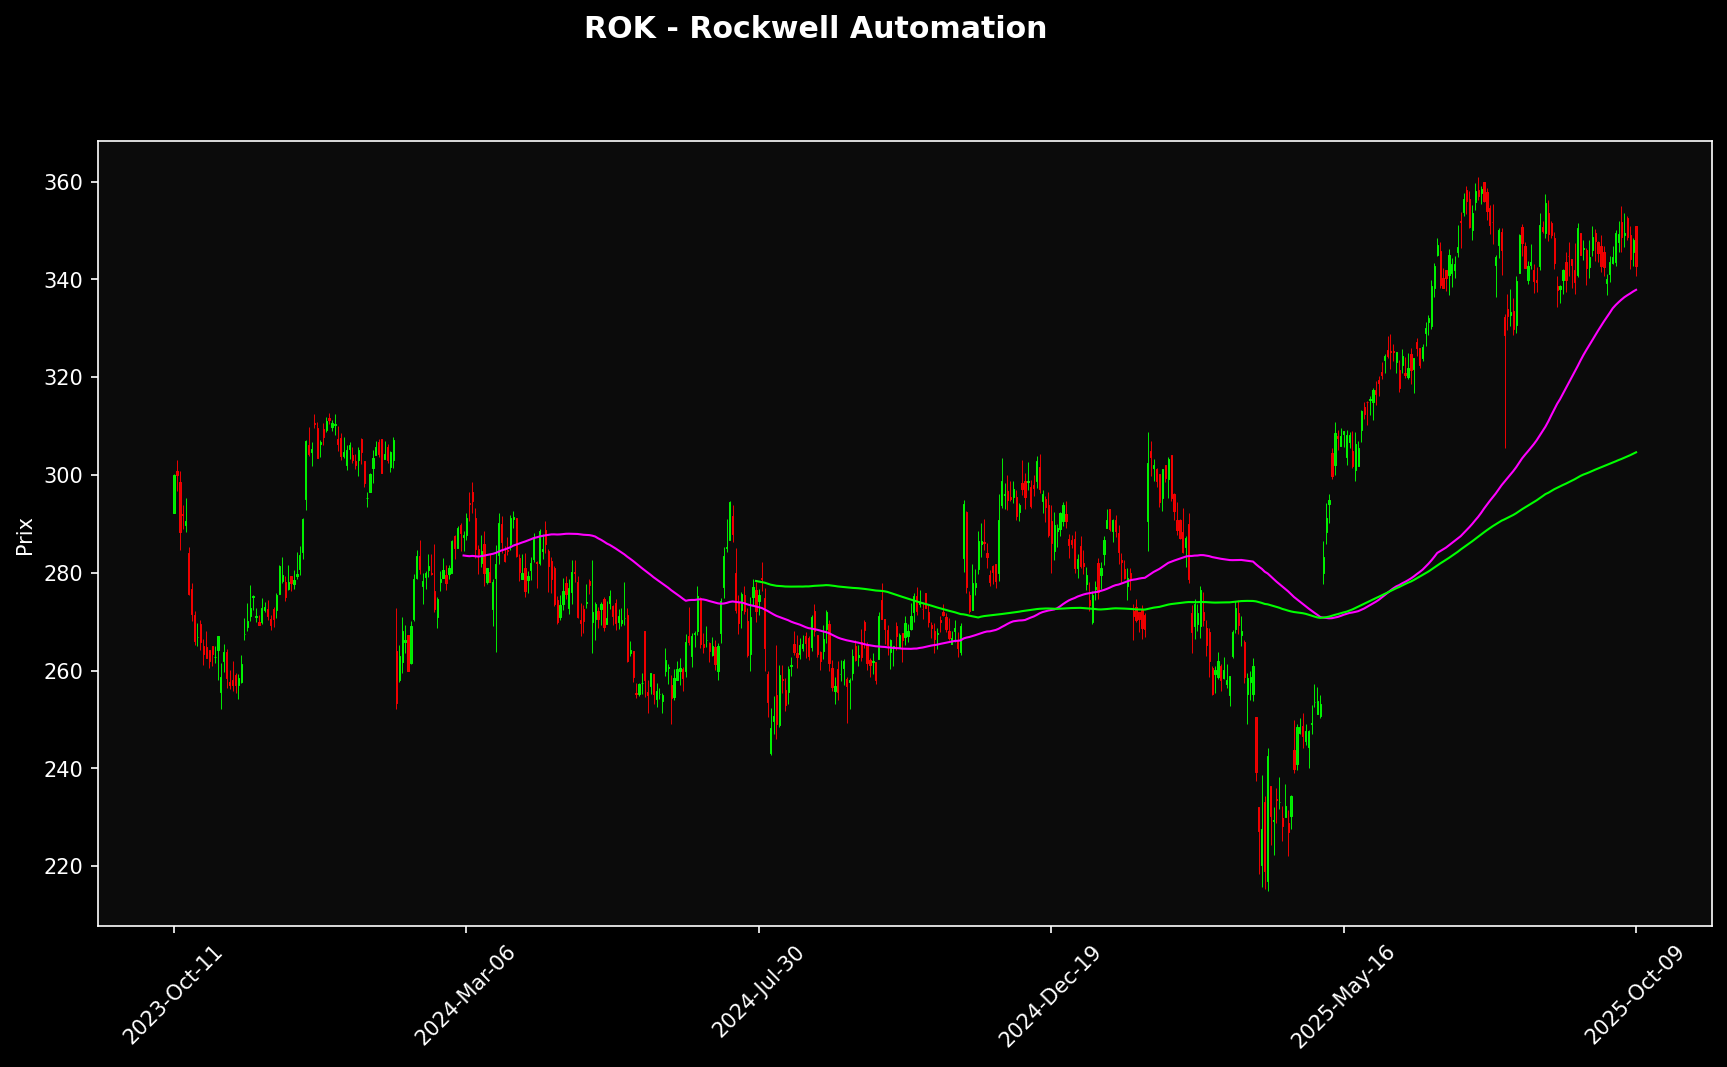 ROK - Rockwell Automation
Prix
360
340
320
300
280
260
240
220
2023-Oct-11
2024-Mar-06
2024-Jul-30
2024-Dec-19
2025-May-16
2025-Oct-09